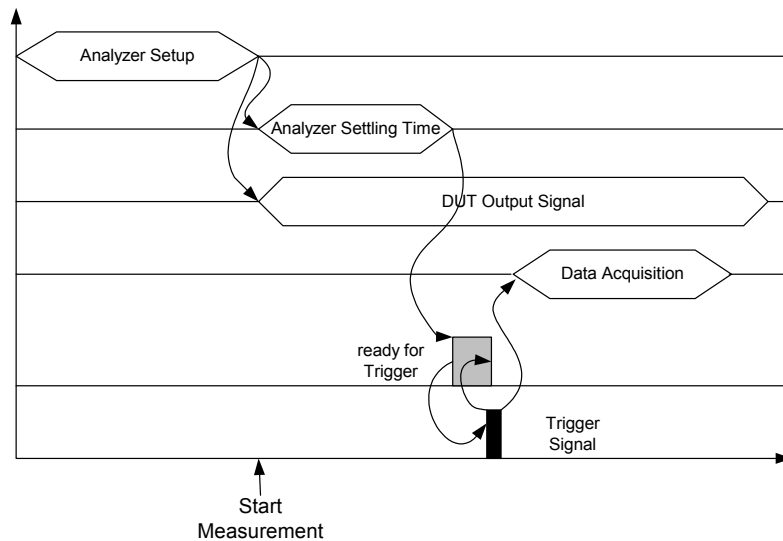 Analyzer Setup
Analyzer Settling Time
DUT Output Signal
Data Acquisition
ready for
Trigger
Trigger
Signal
Start
Measurement